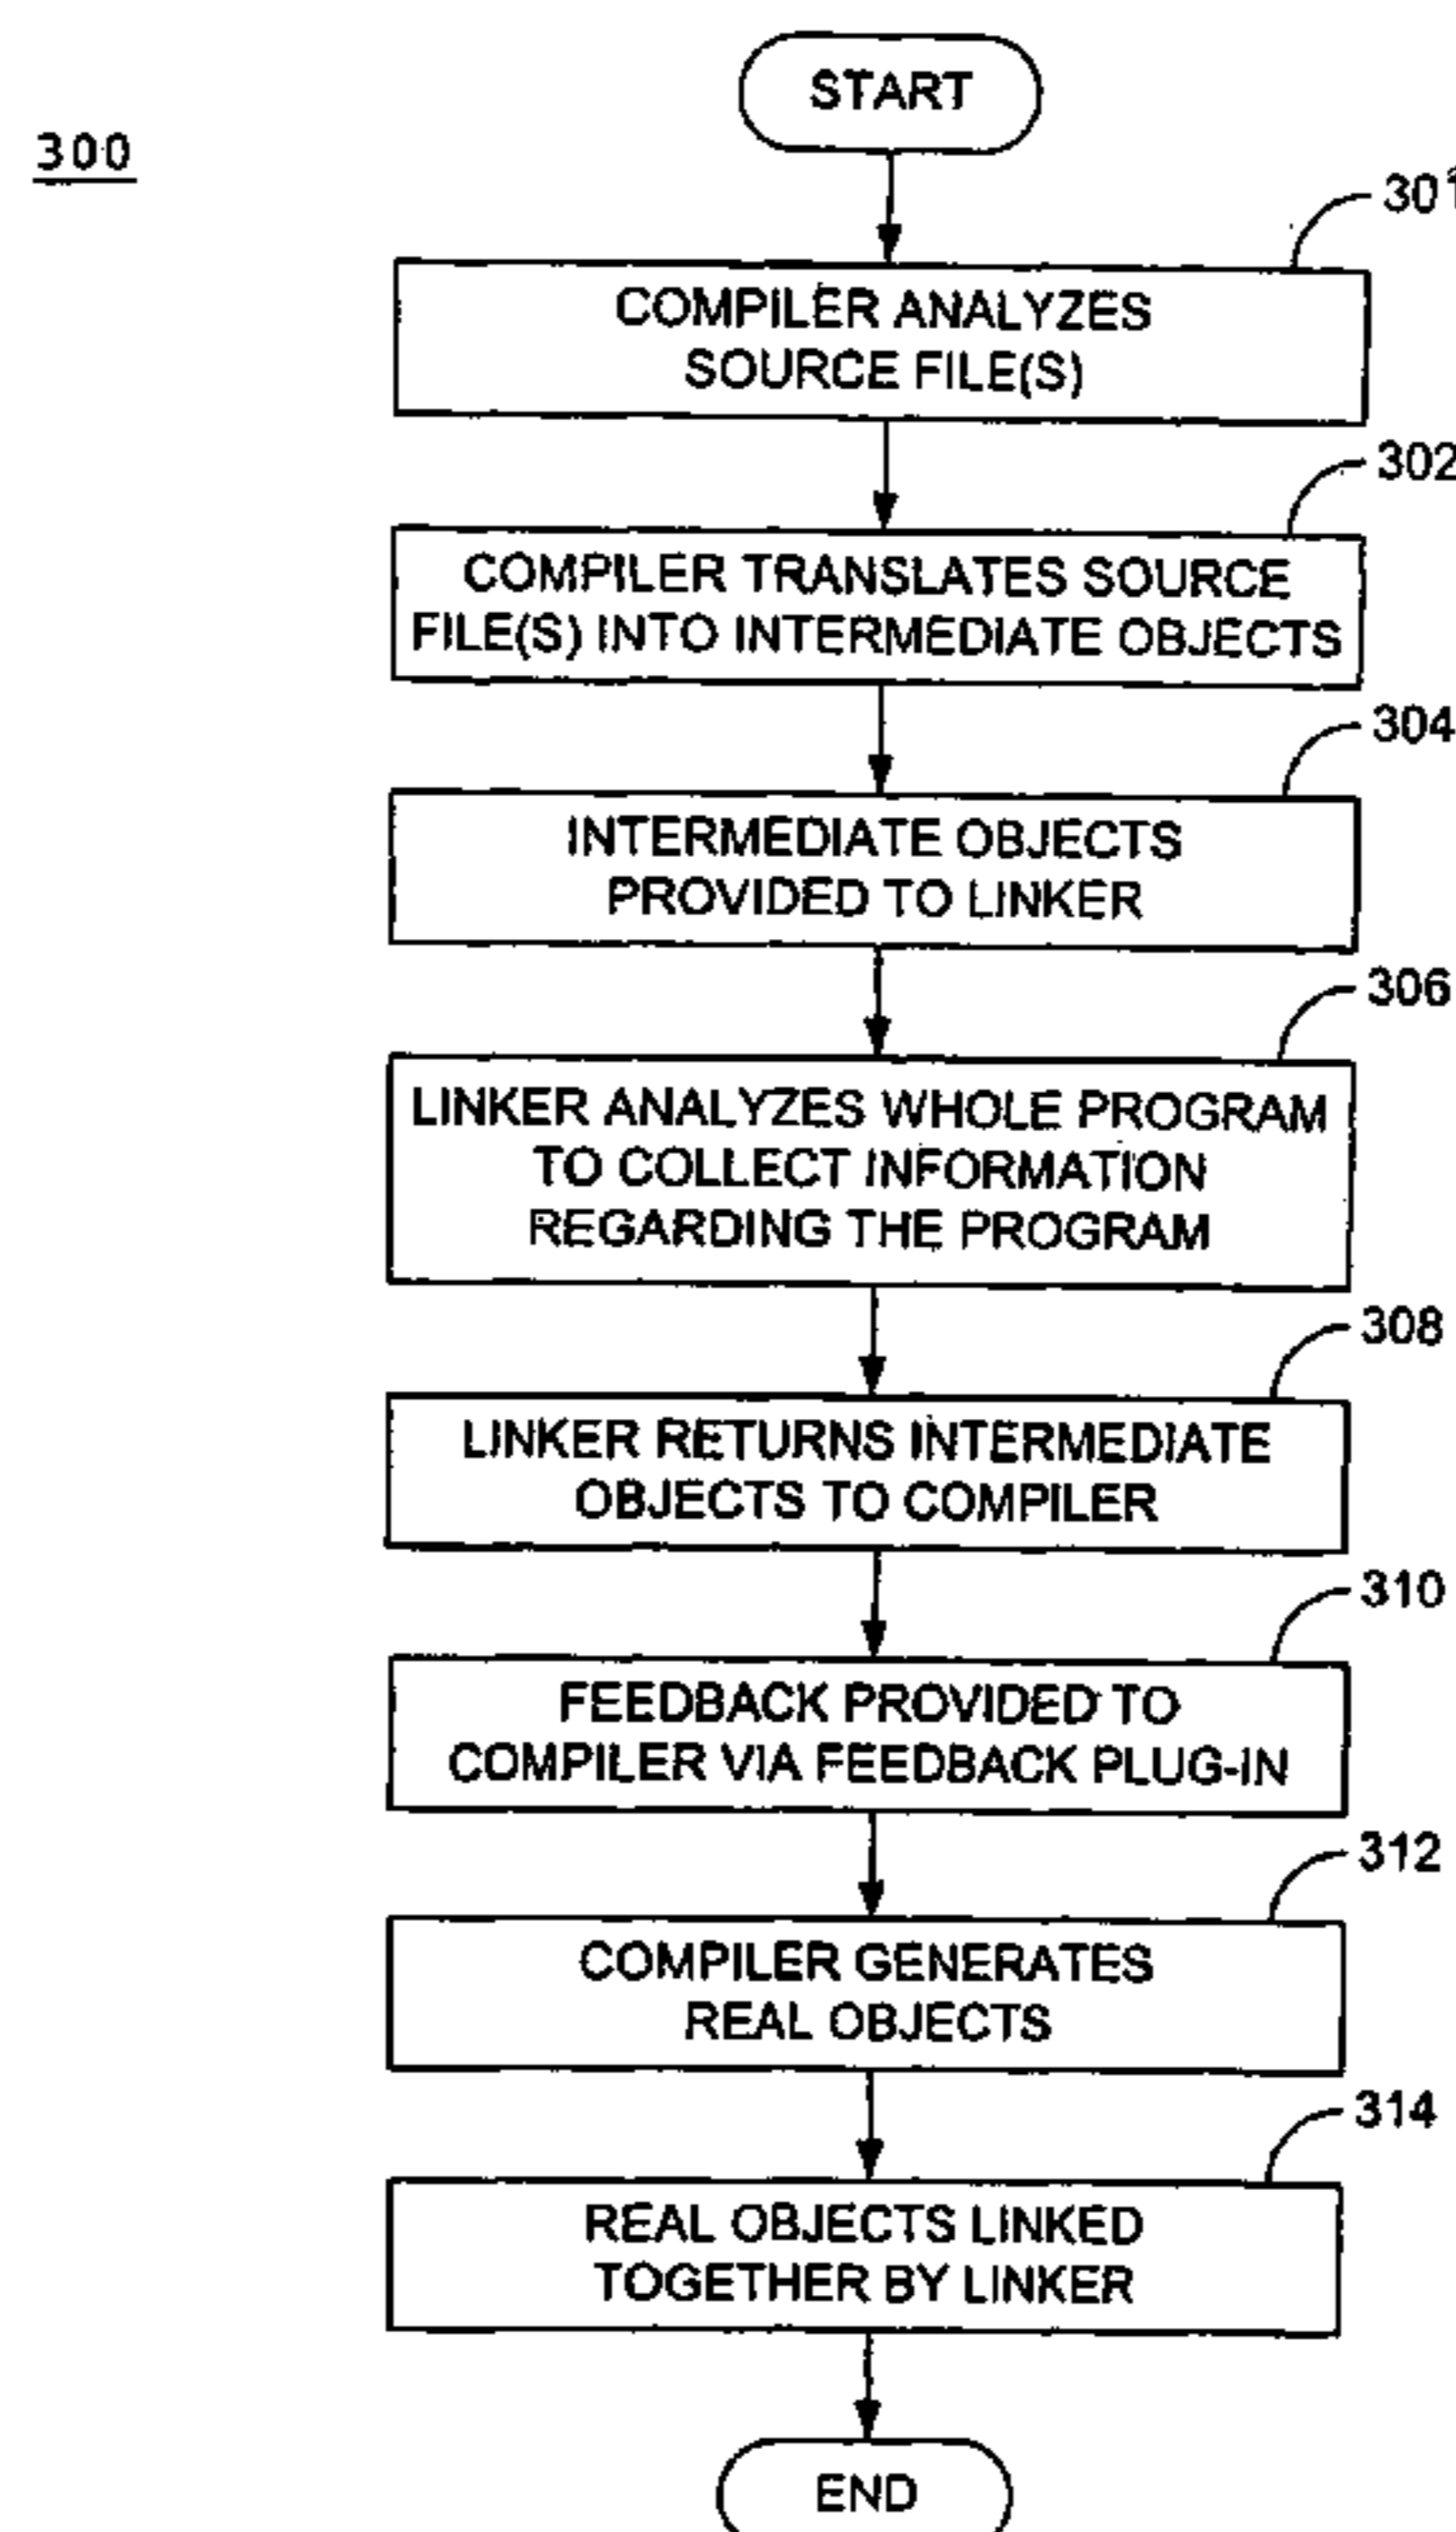 START
300
301
COMPILER ANALYZES
SOURCE FILE(S)
302
COMPILER TRANSLATES SOURCE
FILE(S) INTO INTERMEDIATE OBJECTS
304
INTERMEDIATE OBJECTS
PROVIDED TO LINKER
306
LINKER ANALYZES WHOLE PROGRAM
TO COLLECT INFORMATION
REGARDING THE PROGRAM
308
LINKER RETURNS INTERMEDIATE
OBJECTS TO COMPILER
310
FEEDBACK PROVIDED TO
COMPILER VIA FEEDBACK PLUG-IN
312
COMPILER GENERATES
REAL OBJECTS
314
REAL OBJECTS LINKED
TOGETHER BY LINKER
END